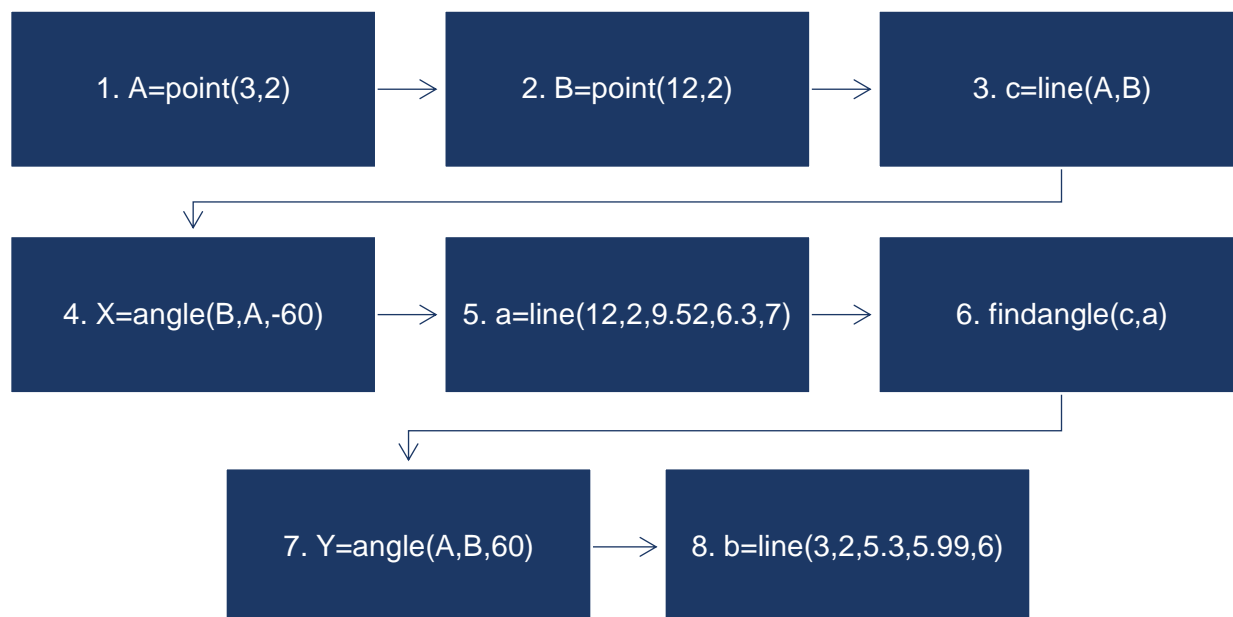 1. A=point(3,2)
2. B=point(12,2)
3. c=line(A,B)
4. X=angle(B,A,-60)
5. a=line(12,2,9.52,6.3,7)
6. findangle(c,a)
7. Y=angle(A,B,60)
8. b=line(3,2,5.3,5.99,6)